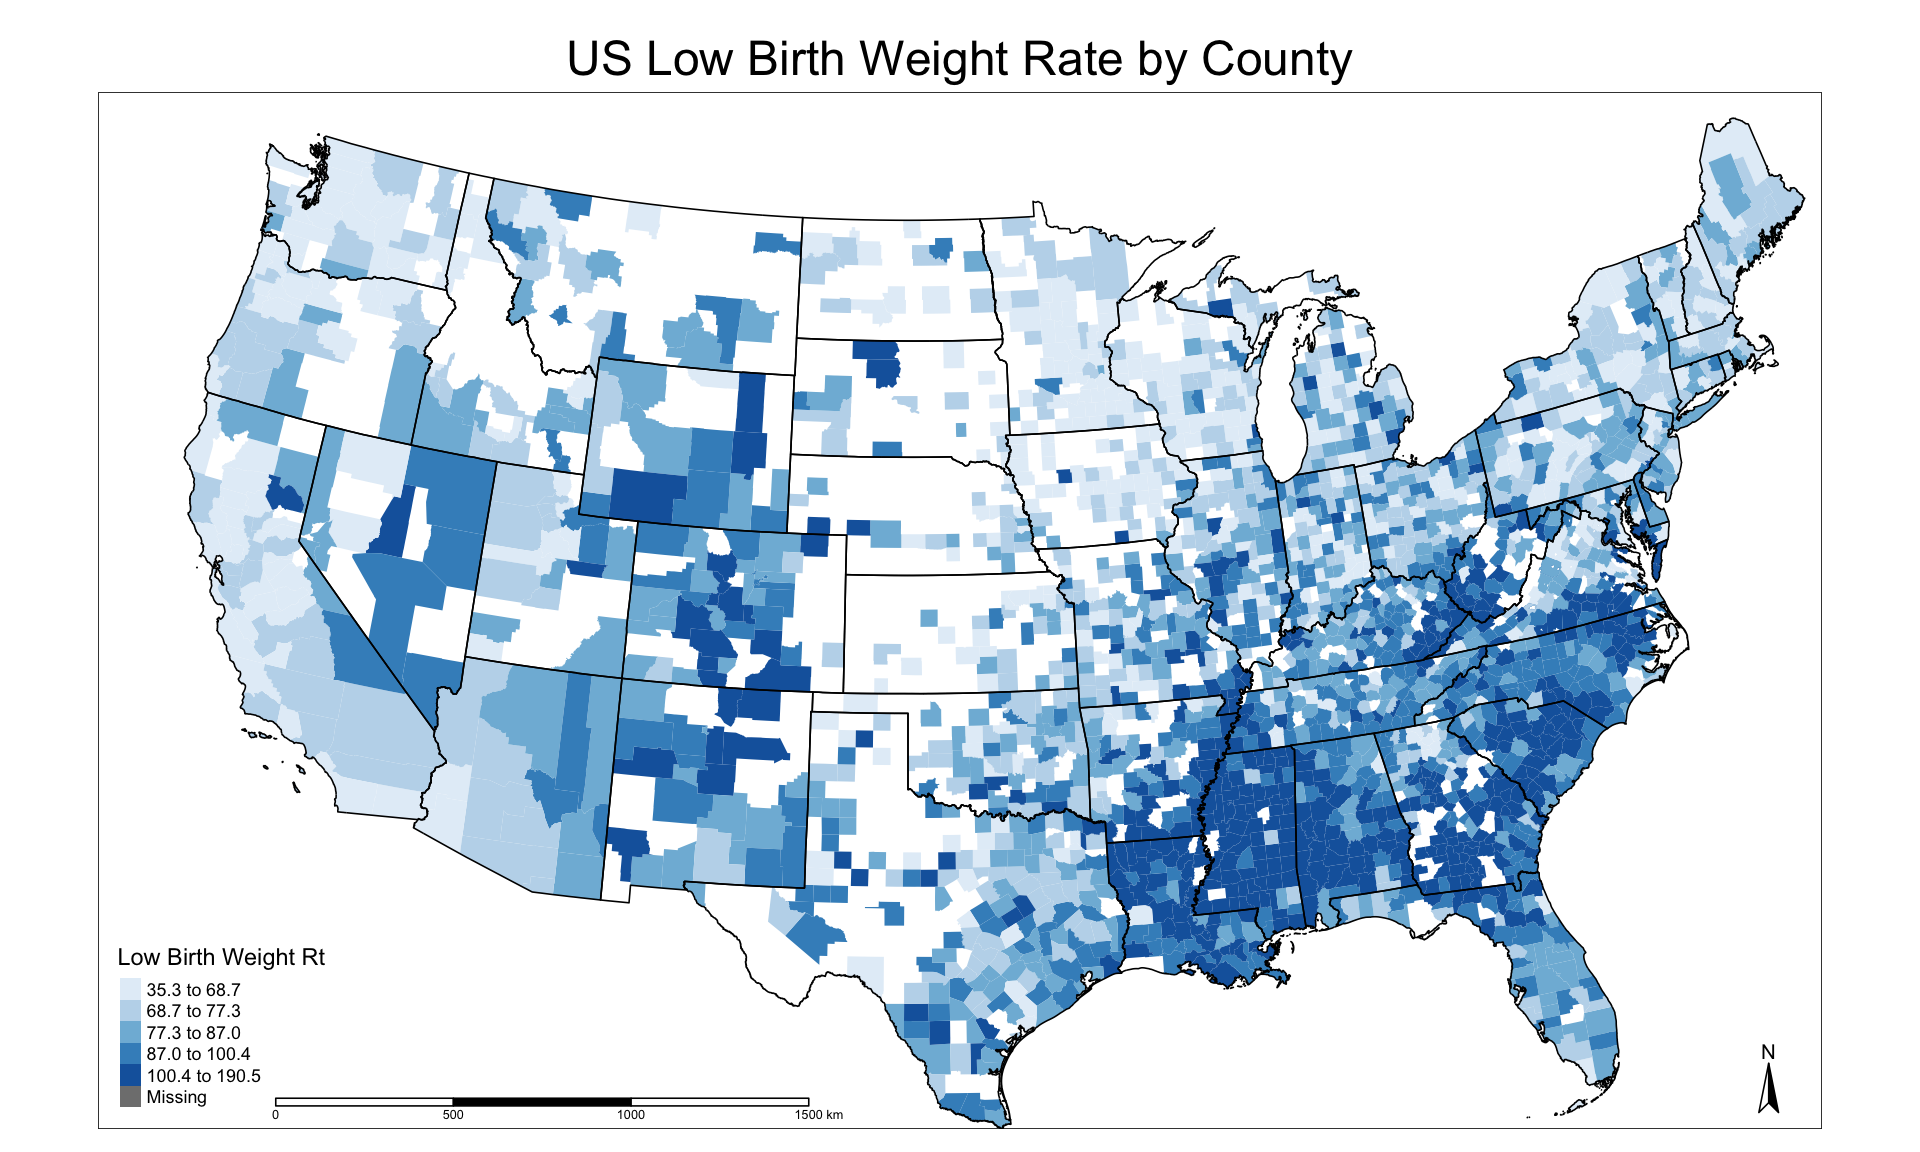 US Low Birth Weight Rate by County
Low Birth Weight Rt
35.3 to 68.7
68.7 to 77.3
77.3 to 87.0
87.0 to 100.4
100.4 to 190.5
Missing
0 500 1000 1500 km
N